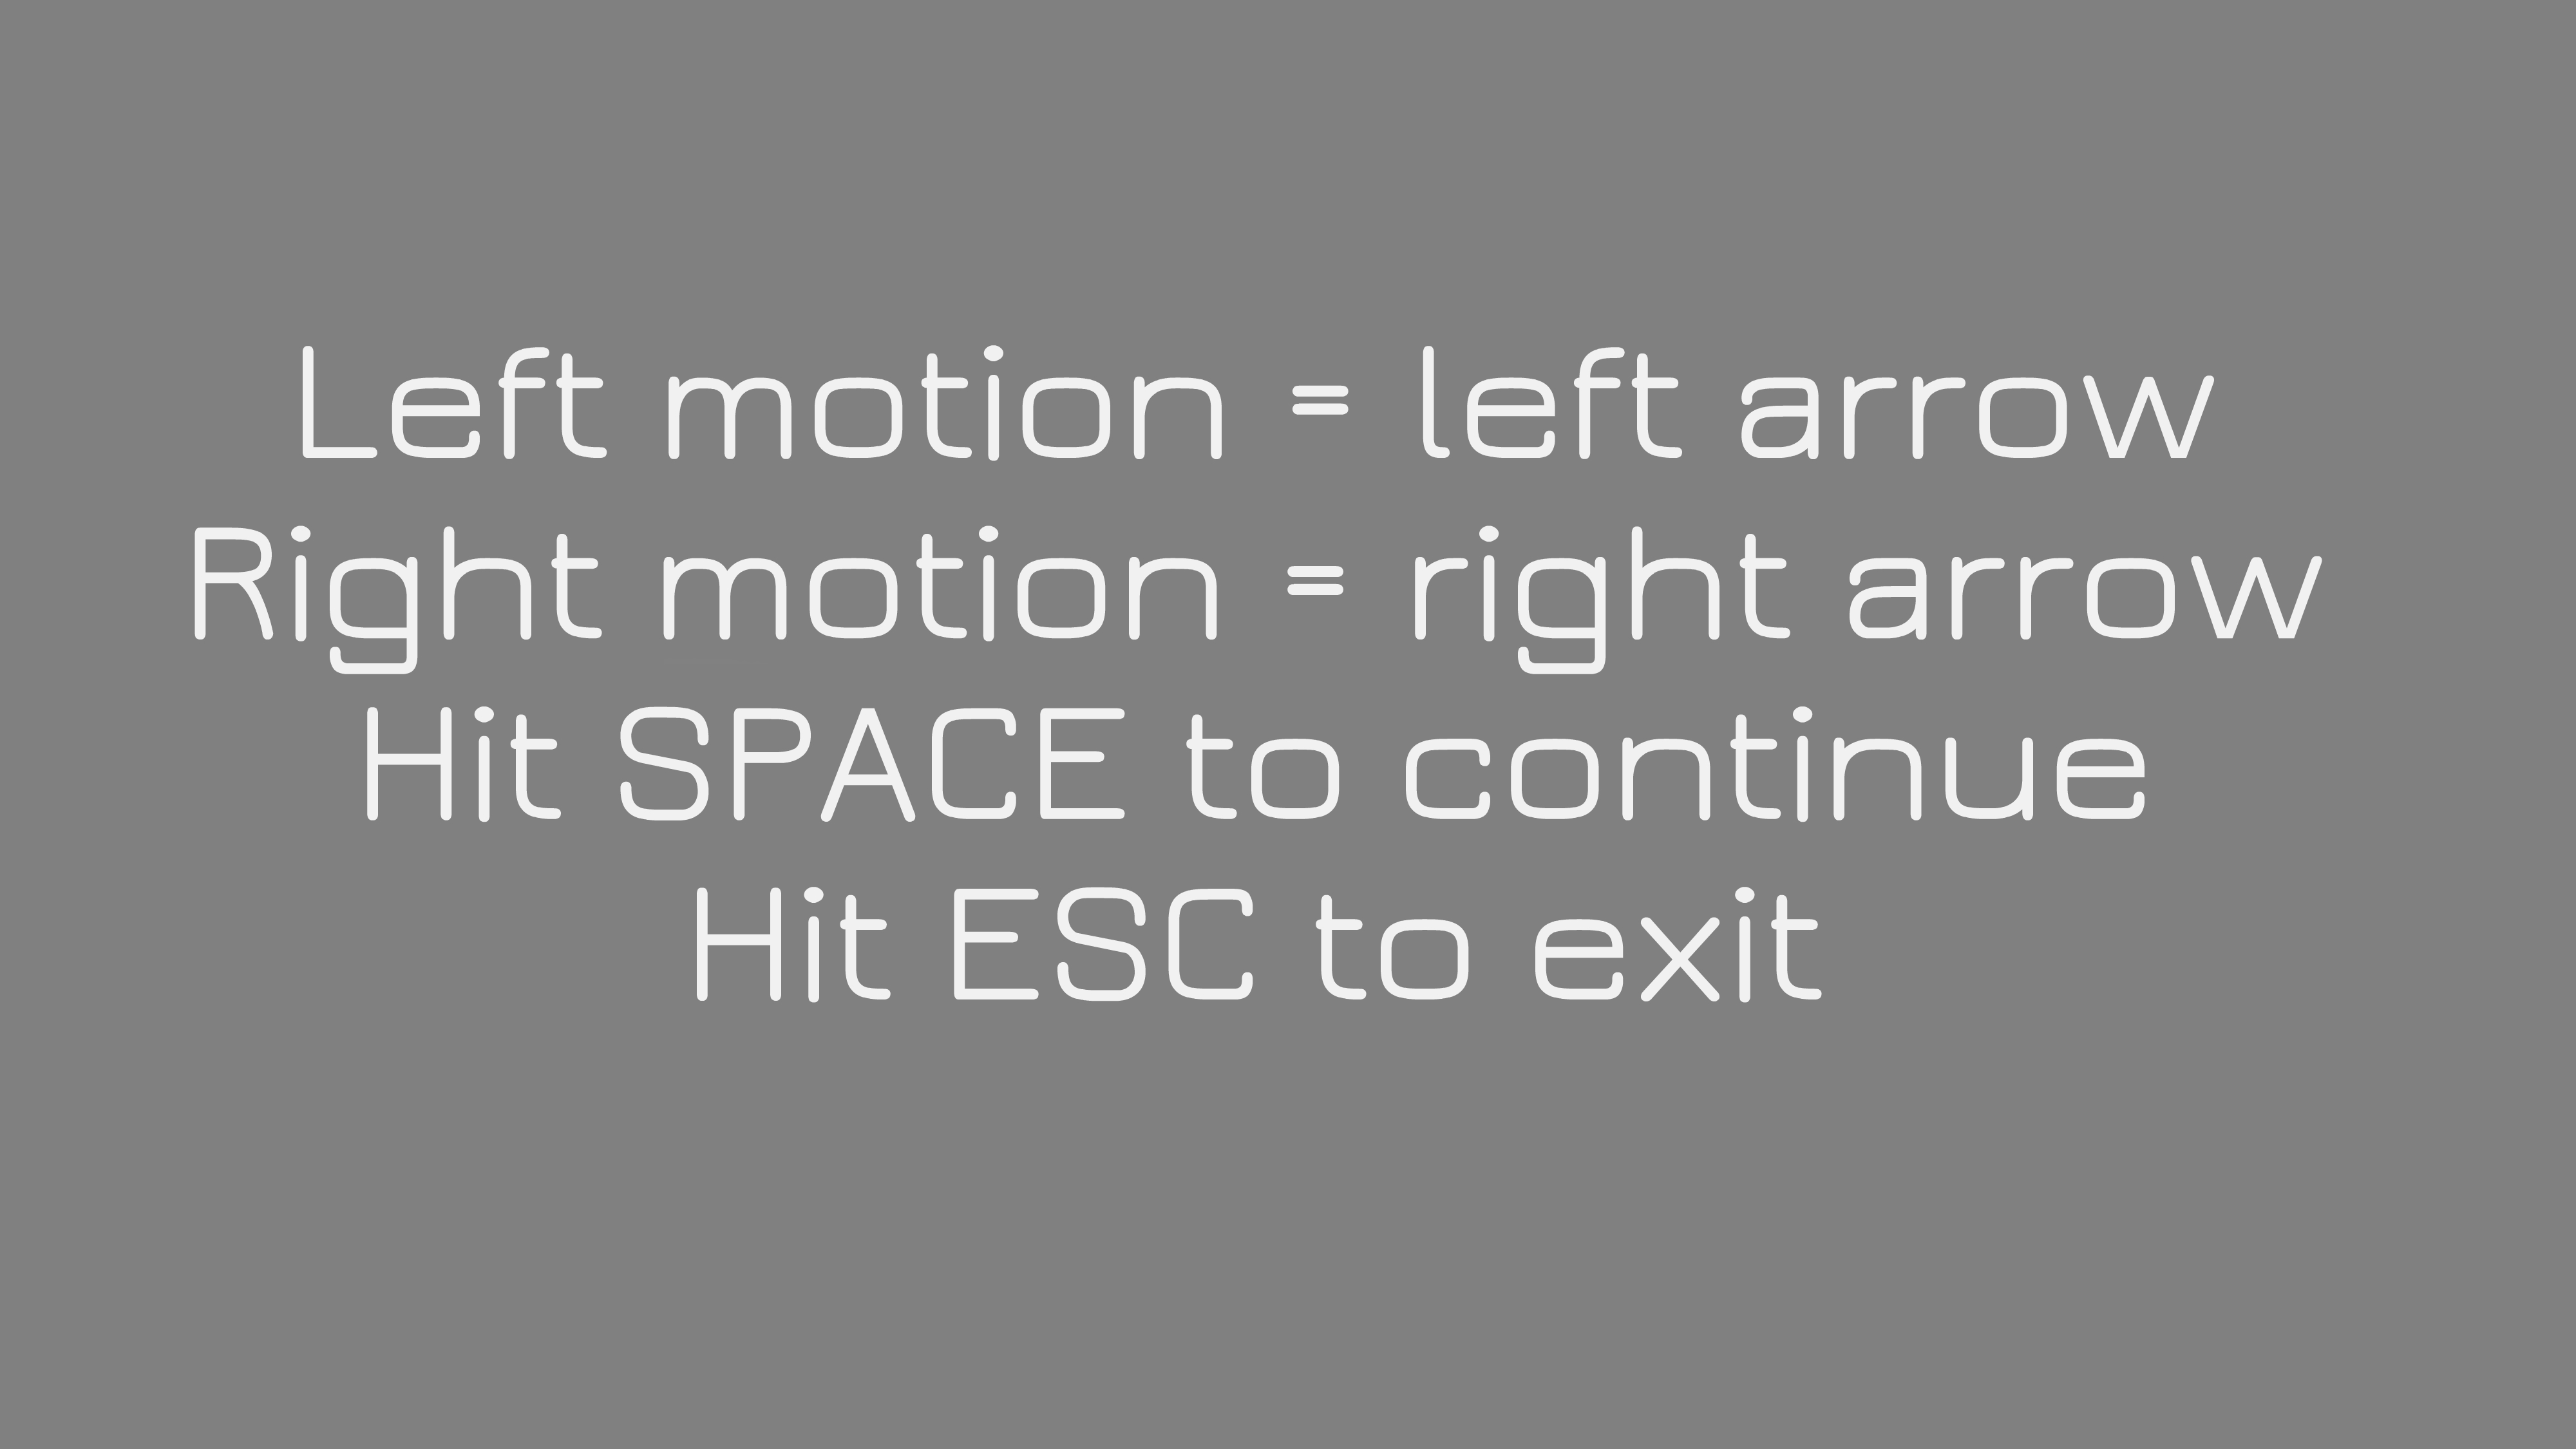 Left motion = left arrow
Right motion = right arrow
Hit SPACE to continue
Hit ESC to exit